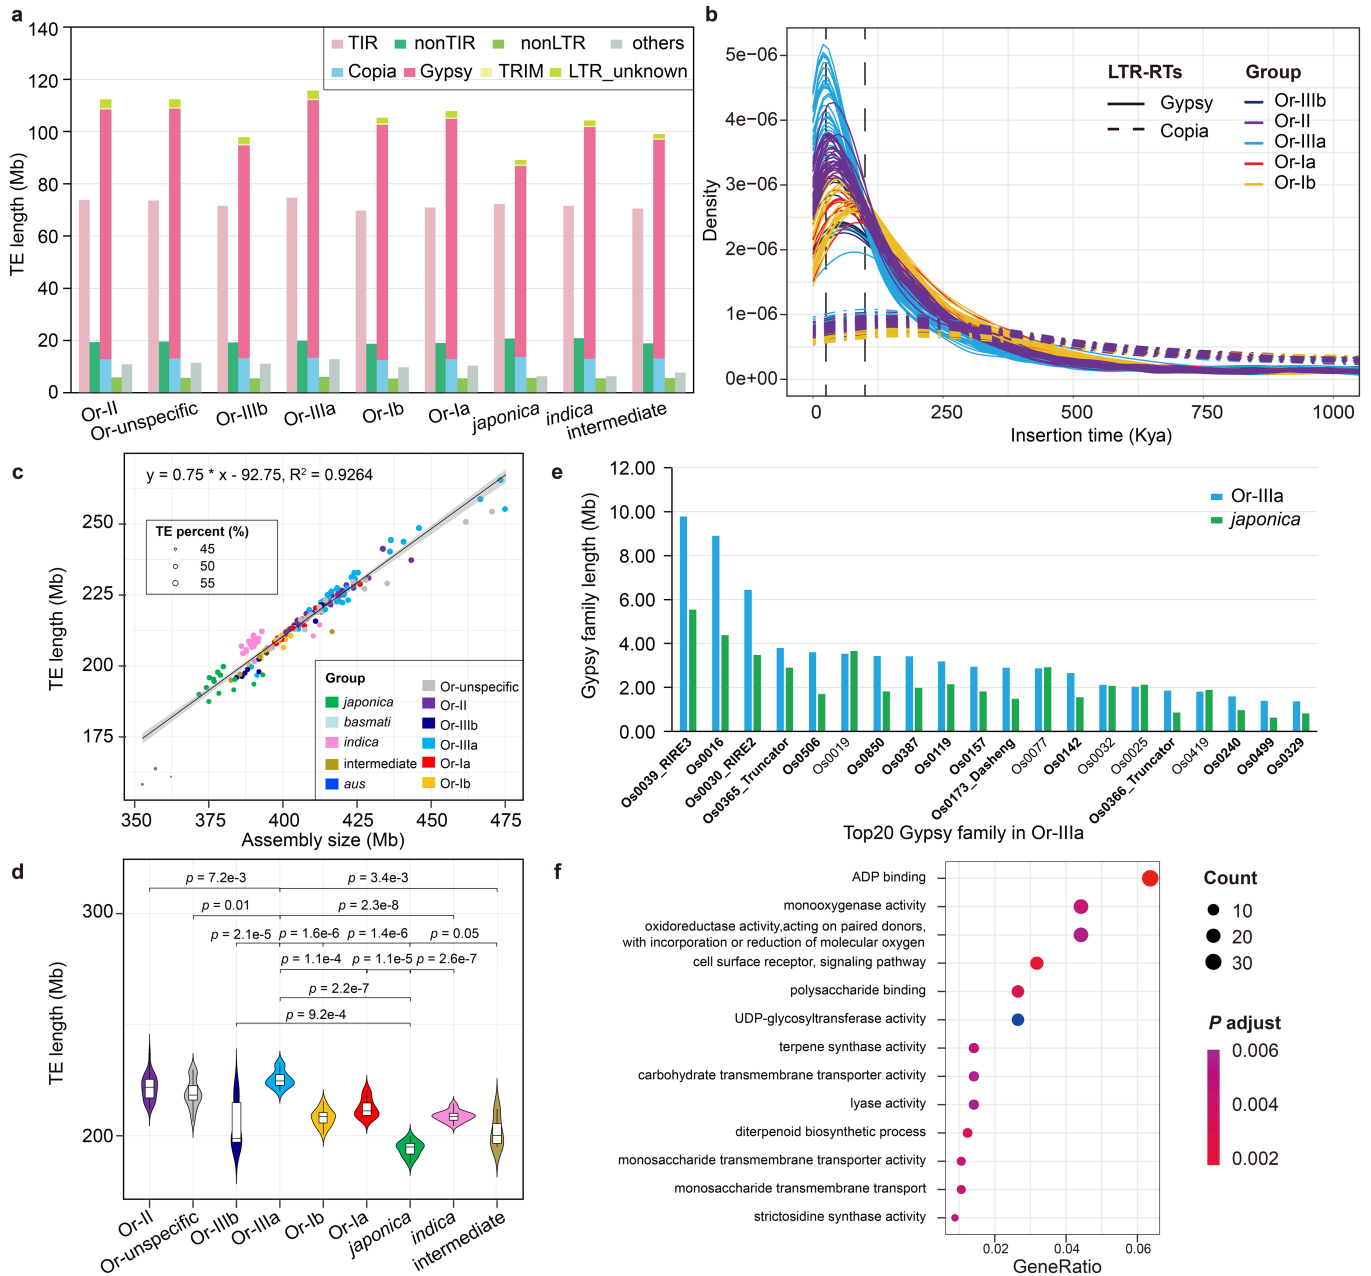 a
140
120
100
80
60
40
20
0
TE length (Mb)
TIR nonTIR nonLTR others
Copia Gypsy TRIM LTR_unknown
Or-II
Or-unspecific
Or-IIIb
Or-IIIa
Or-Ib
Or-Ia
japonica
indica
intermediate
b
5e−06
4e−06
3e−06
2e−06
1e−06
0e+00
Density
LTR-RTs
Gypsy
Copia
Group
Or-IIIb
Or-II
Or-IIIa
Or-Ia
Or-Ib
0 250 500 750 1000
Insertion time (Kya)
c
y = 0.75 * x - 92.75, R² = 0.9264
TE percent (%)
45
50
55
250
225
200
175
TE length (Mb)
Group
japonica
basmati
indica
intermediate
aus
Or-unspecific
Or-II
Or-IIIb
Or-IIIa
Or-Ia
Or-Ib
350 375 400 425 450 475
Assembly size (Mb)
e
12.00
10.00
8.00
6.00
4.00
2.00
0.00
Gypsy family length (Mb)
Or-IIIa
japonica
Os0039_RIRE3
Os0016
Os0030_RIRE2
Os0365_Truncator
Os0506
Os0019
Os0850
Os0387
Os0119
Os0157
Os0173_Dasheng
Os0077
Os0142
Os0032
Os0025
Os0366_Truncator
Os0419
Os0240
Os0499
Os0329
Top20 Gypsy family in Or-IIIa
d
300
200
TE length (Mb)
p = 7.2e-3 p = 3.4e-3
p = 0.01 p = 2.3e-8
p = 2.1e-5 p = 1.6e-6 p = 1.4e-6 p = 0.05
p = 1.1e-4 p = 1.1e-5 p = 2.6e-7
p = 2.2e-7
p = 9.2e-4
Or-II
Or-unspecific
Or-IIIb
Or-IIIa
Or-Ib
Or-Ia
japonica
indica
intermediate
f
ADP binding
monooxygenase activity
oxidoreductase activity,acting on paired donors,
with incorporation or reduction of molecular oxygen
cell surface receptor, signaling pathway
polysaccharide binding
UDP-glycosyltransferase activity
terpene synthase activity
carbohydrate transmembrane transporter activity
lyase activity
diterpenoid biosynthetic process
monosaccharide transmembrane transporter activity
monosaccharide transmembrane transport
strictosidine synthase activity
0.02 0.04 0.06
GeneRatio
Count
10
20
30
P adjust
0.006
0.004
0.002